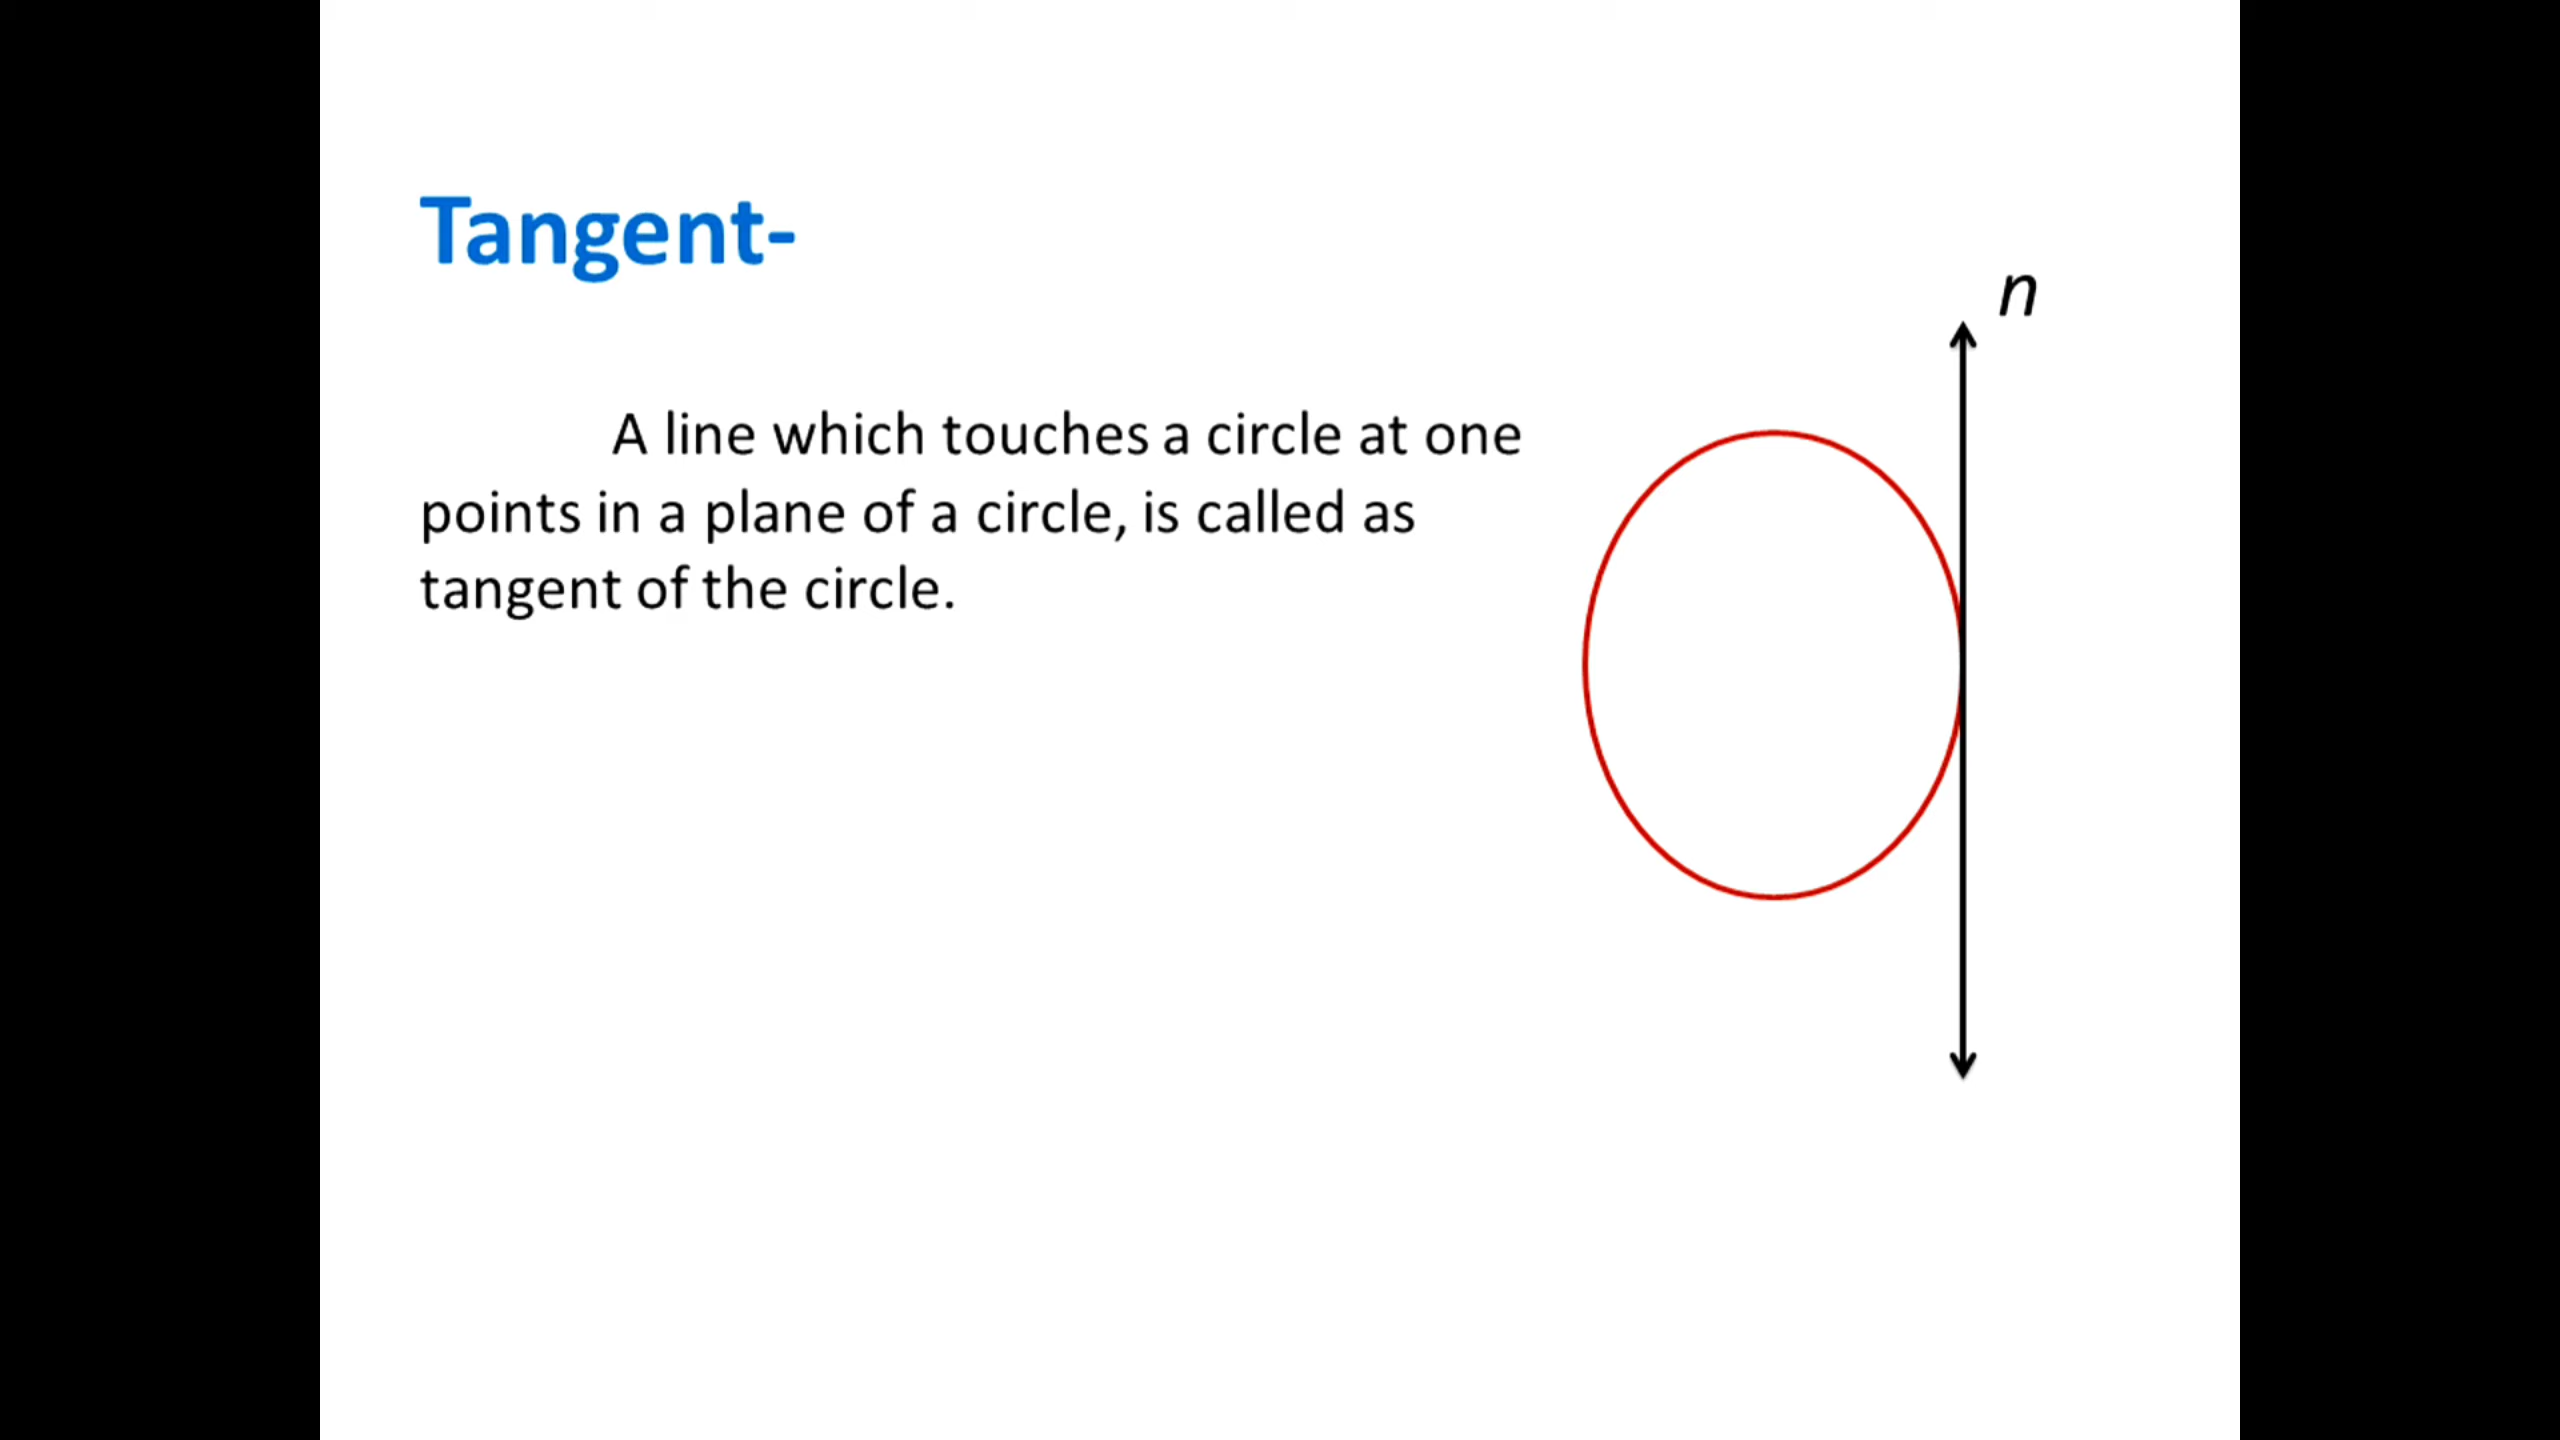 Tangent-
n
A line which touches a circle at one
points in a plane of a circle, is called as
tangent of the circle.